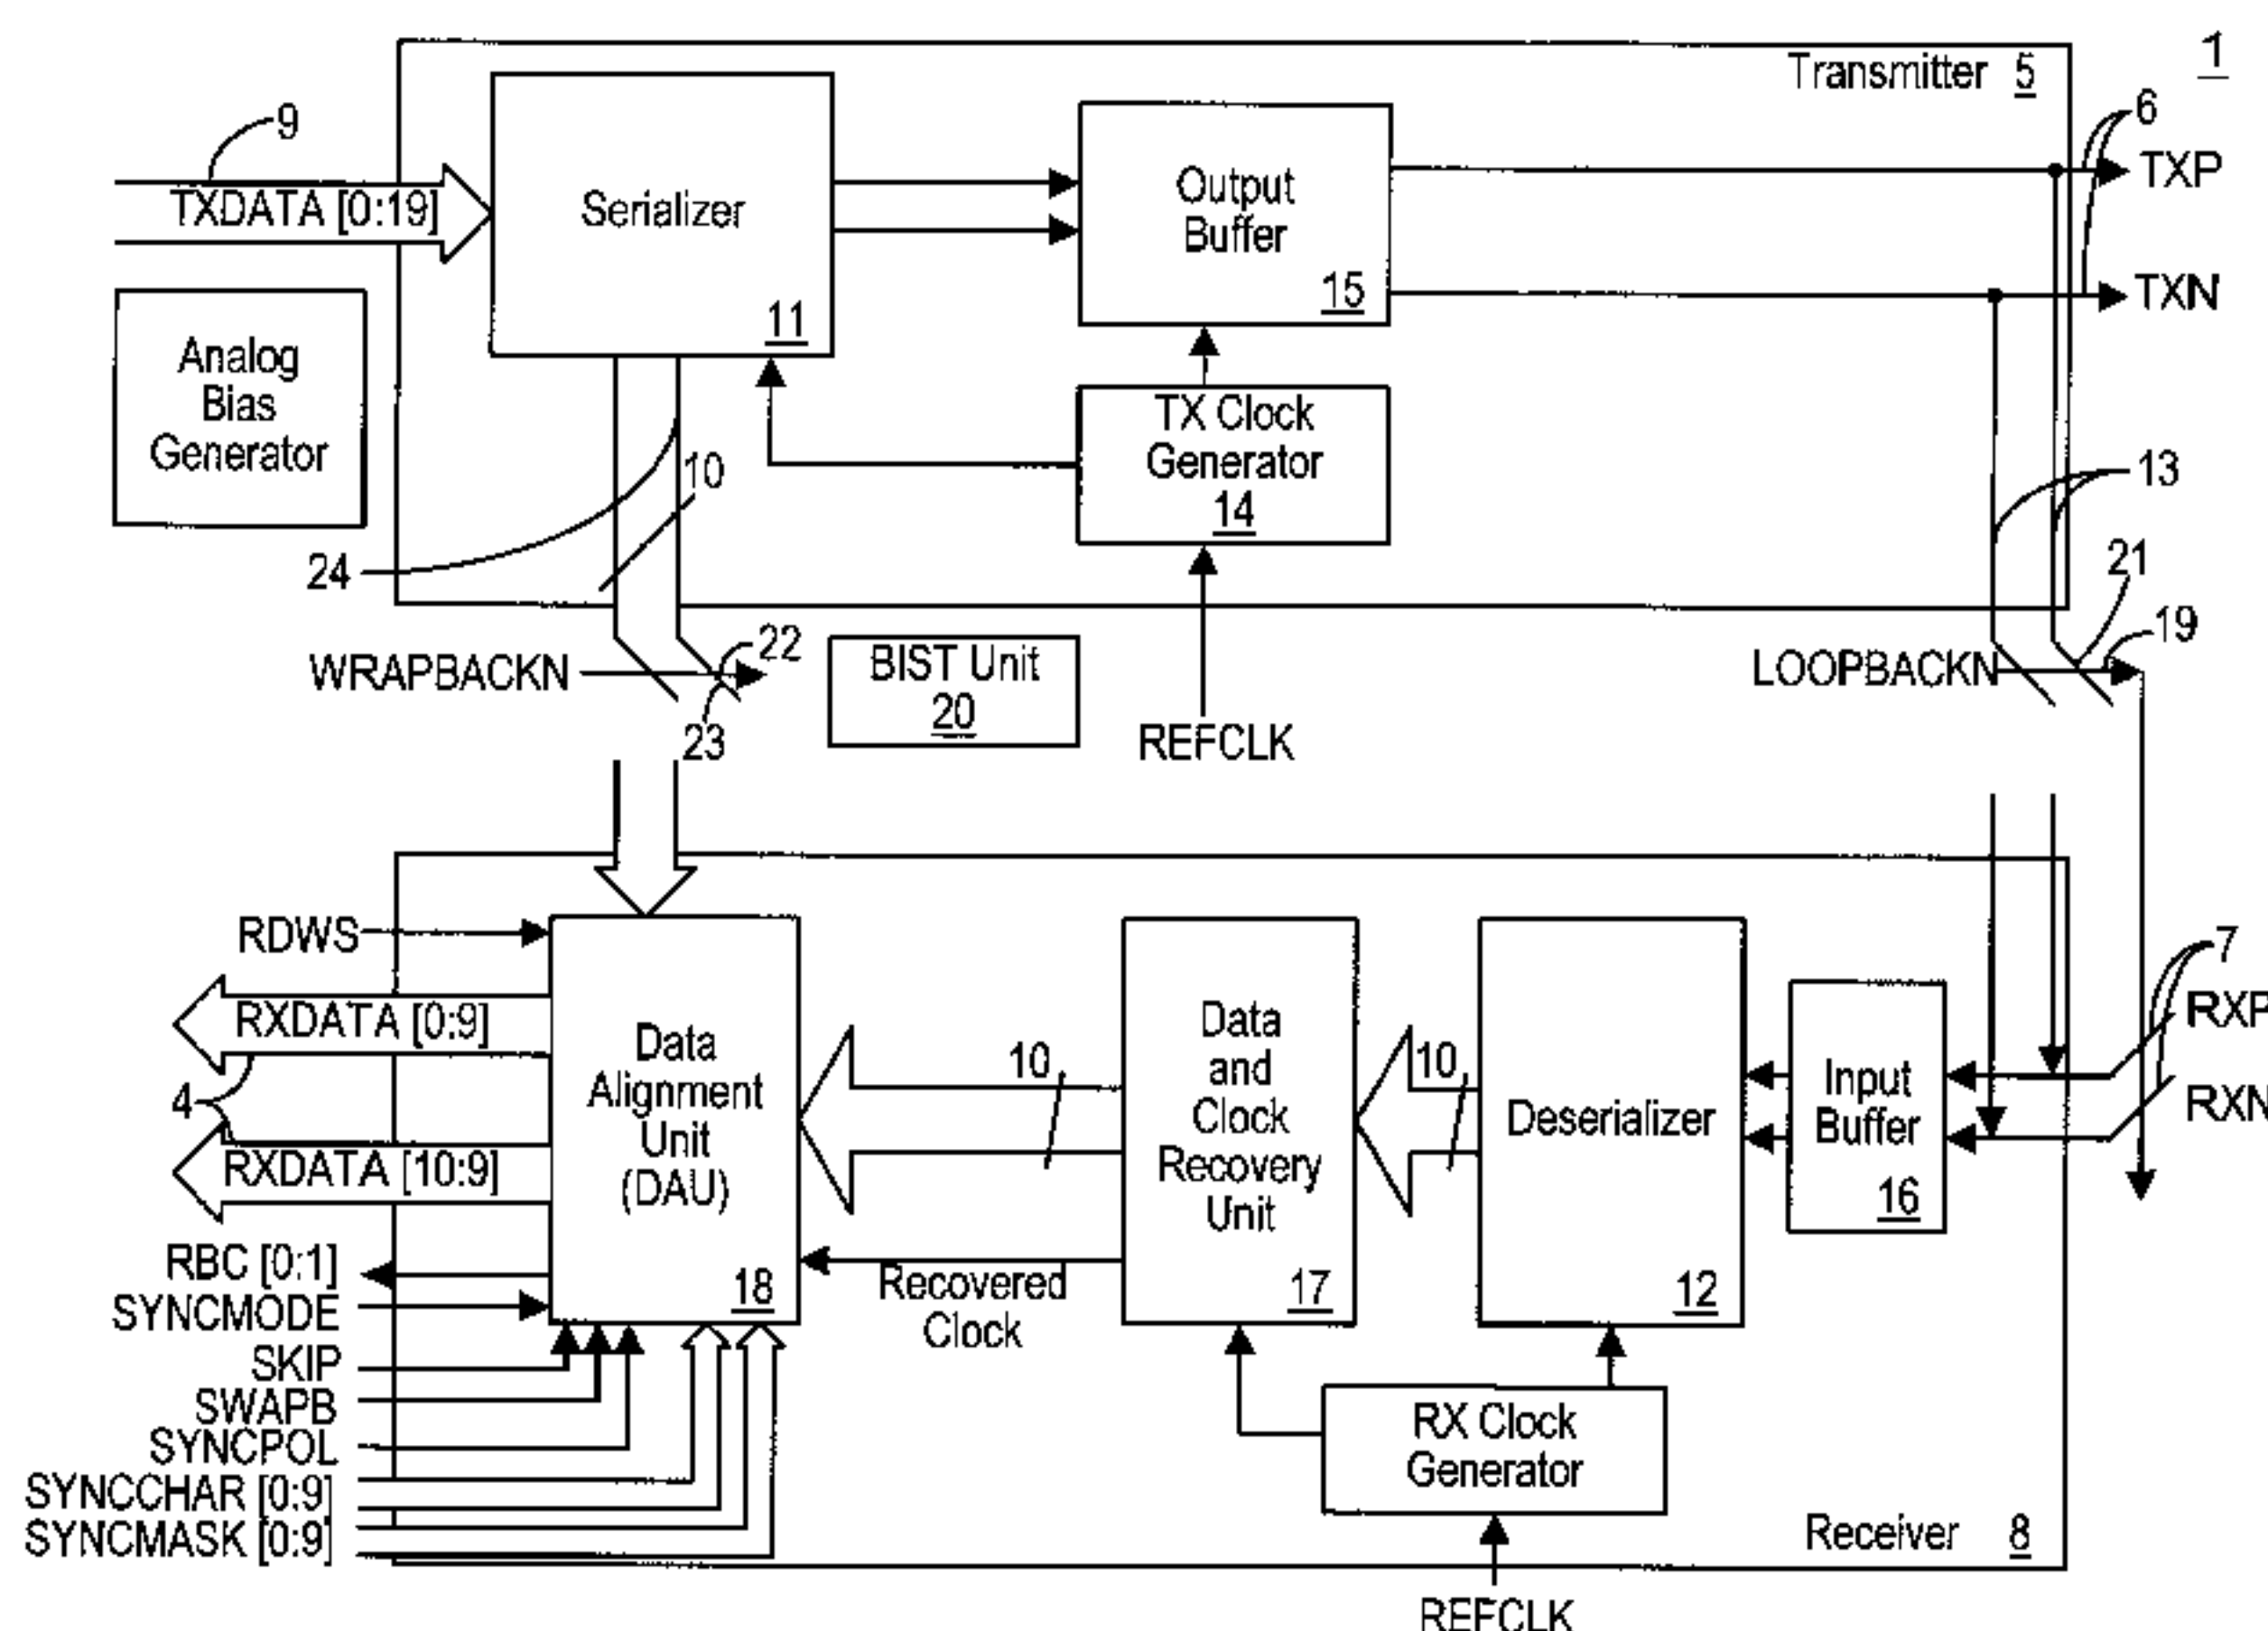 1
Transmitter 5
9
TXDATA [0:19]
Serializer
11
Output
Buffer
15
6
TXP
TXN
Analog
Bias
Generator
TX Clock
Generator
14
10
24
13
21
19
WRAPBACKN
22
23
BIST Unit
20
REFCLK
LOOPBACKN
RDWS
RXDATA [0:9]
4
RXDATA [10:9]
RBC [0:1]
SYNCMODE
SKIP
SWAPB
SYNCPOL
SYNCCHAR [0:9]
SYNCMASK [0:9]
Data
Alignment
Unit
(DAU)
18
10
Recovered
Clock
Data
and
Clock
Recovery
Unit
17
10
Deserializer
12
Input
Buffer
16
7
RXP
RXN
RX Clock
Generator
Receiver 8
REFCLK